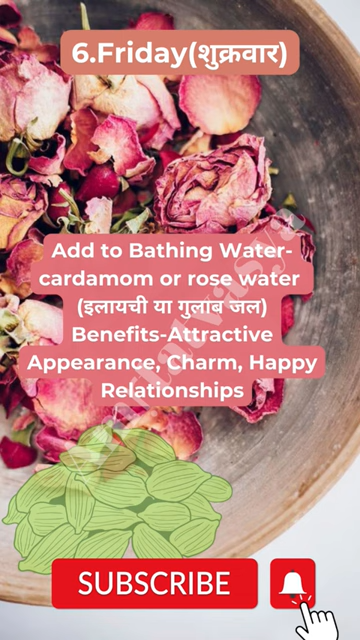 6.Friday(शुक्रवार)
Add to Bathing Water-
cardamom or rose water
(इलायची या गुलाब जल)
Benefits-Attractive
Appearance, Charm, Happy
Relationships
SUBSCRIBE